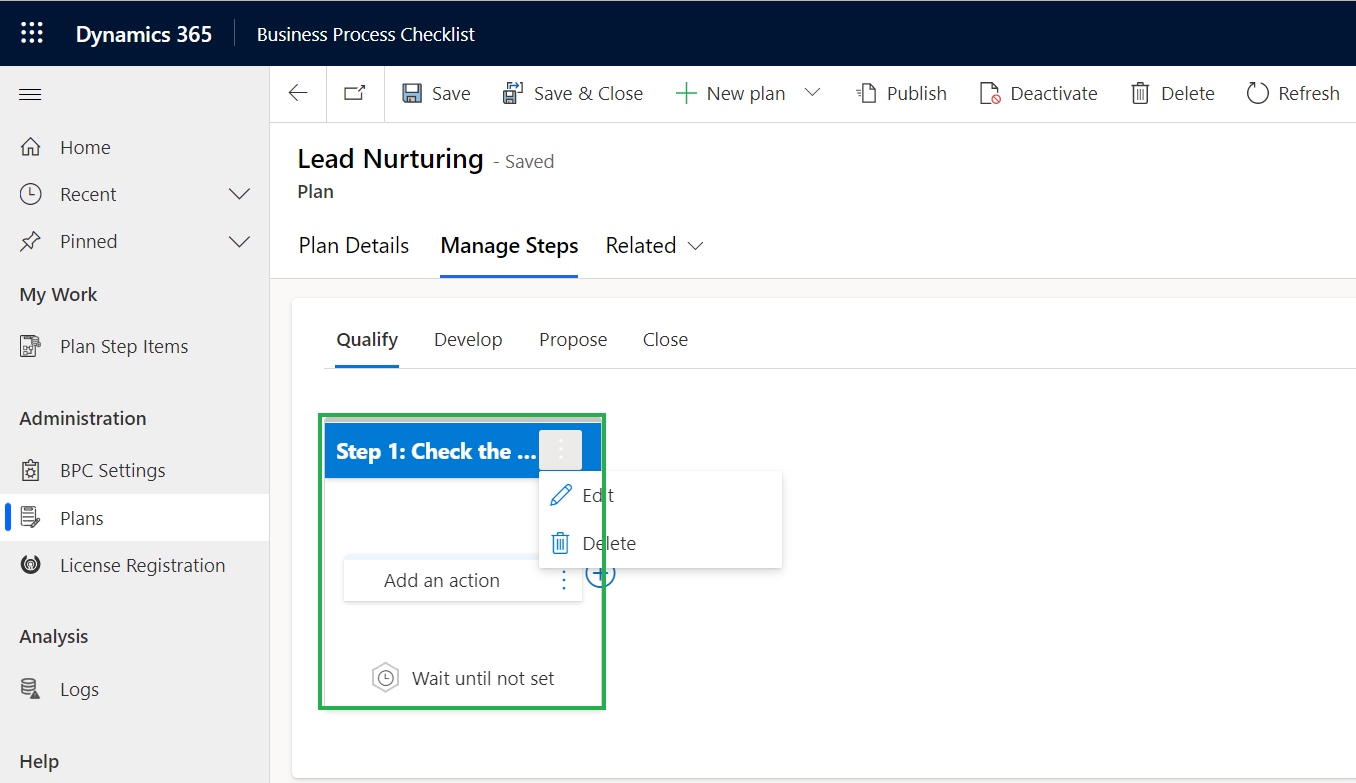 Dynamics 365 Business Process Checklist
Save Save & Close New plan Publish Deactivate Delete Refresh
Home
Recent
Pinned
My Work
Plan Step Items
Administration
BPC Settings
Plans
License Registration
Analysis
Logs
Help
Lead Nurturing - Saved
Plan
Plan Details Manage Steps Related
Qualify Develop Propose Close
Step 1: Check the ...
Edit
Delete
Add an action
Wait until not set